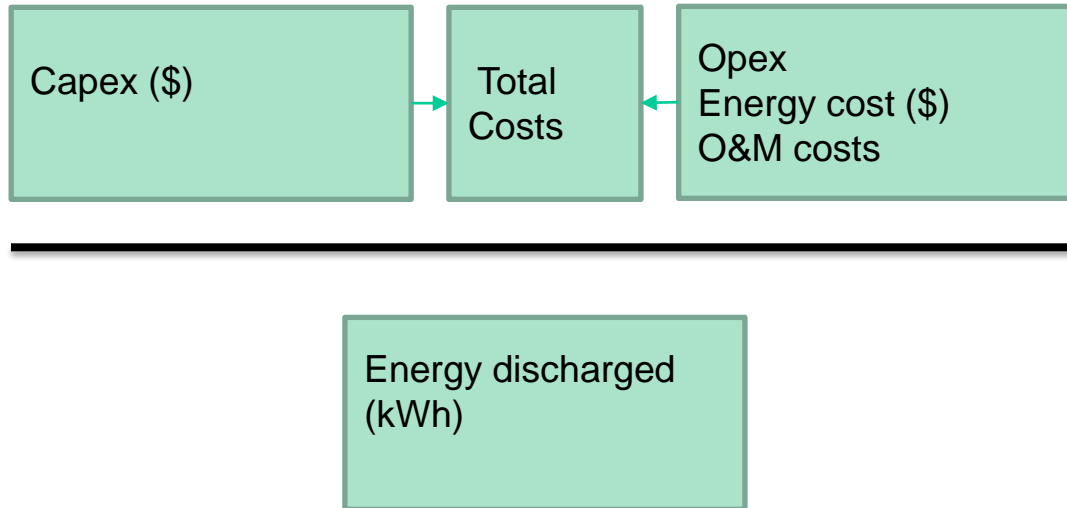 Capex ($)
Total
Costs
Opex
Energy cost ($)
O&M costs
Energy discharged
(kWh)